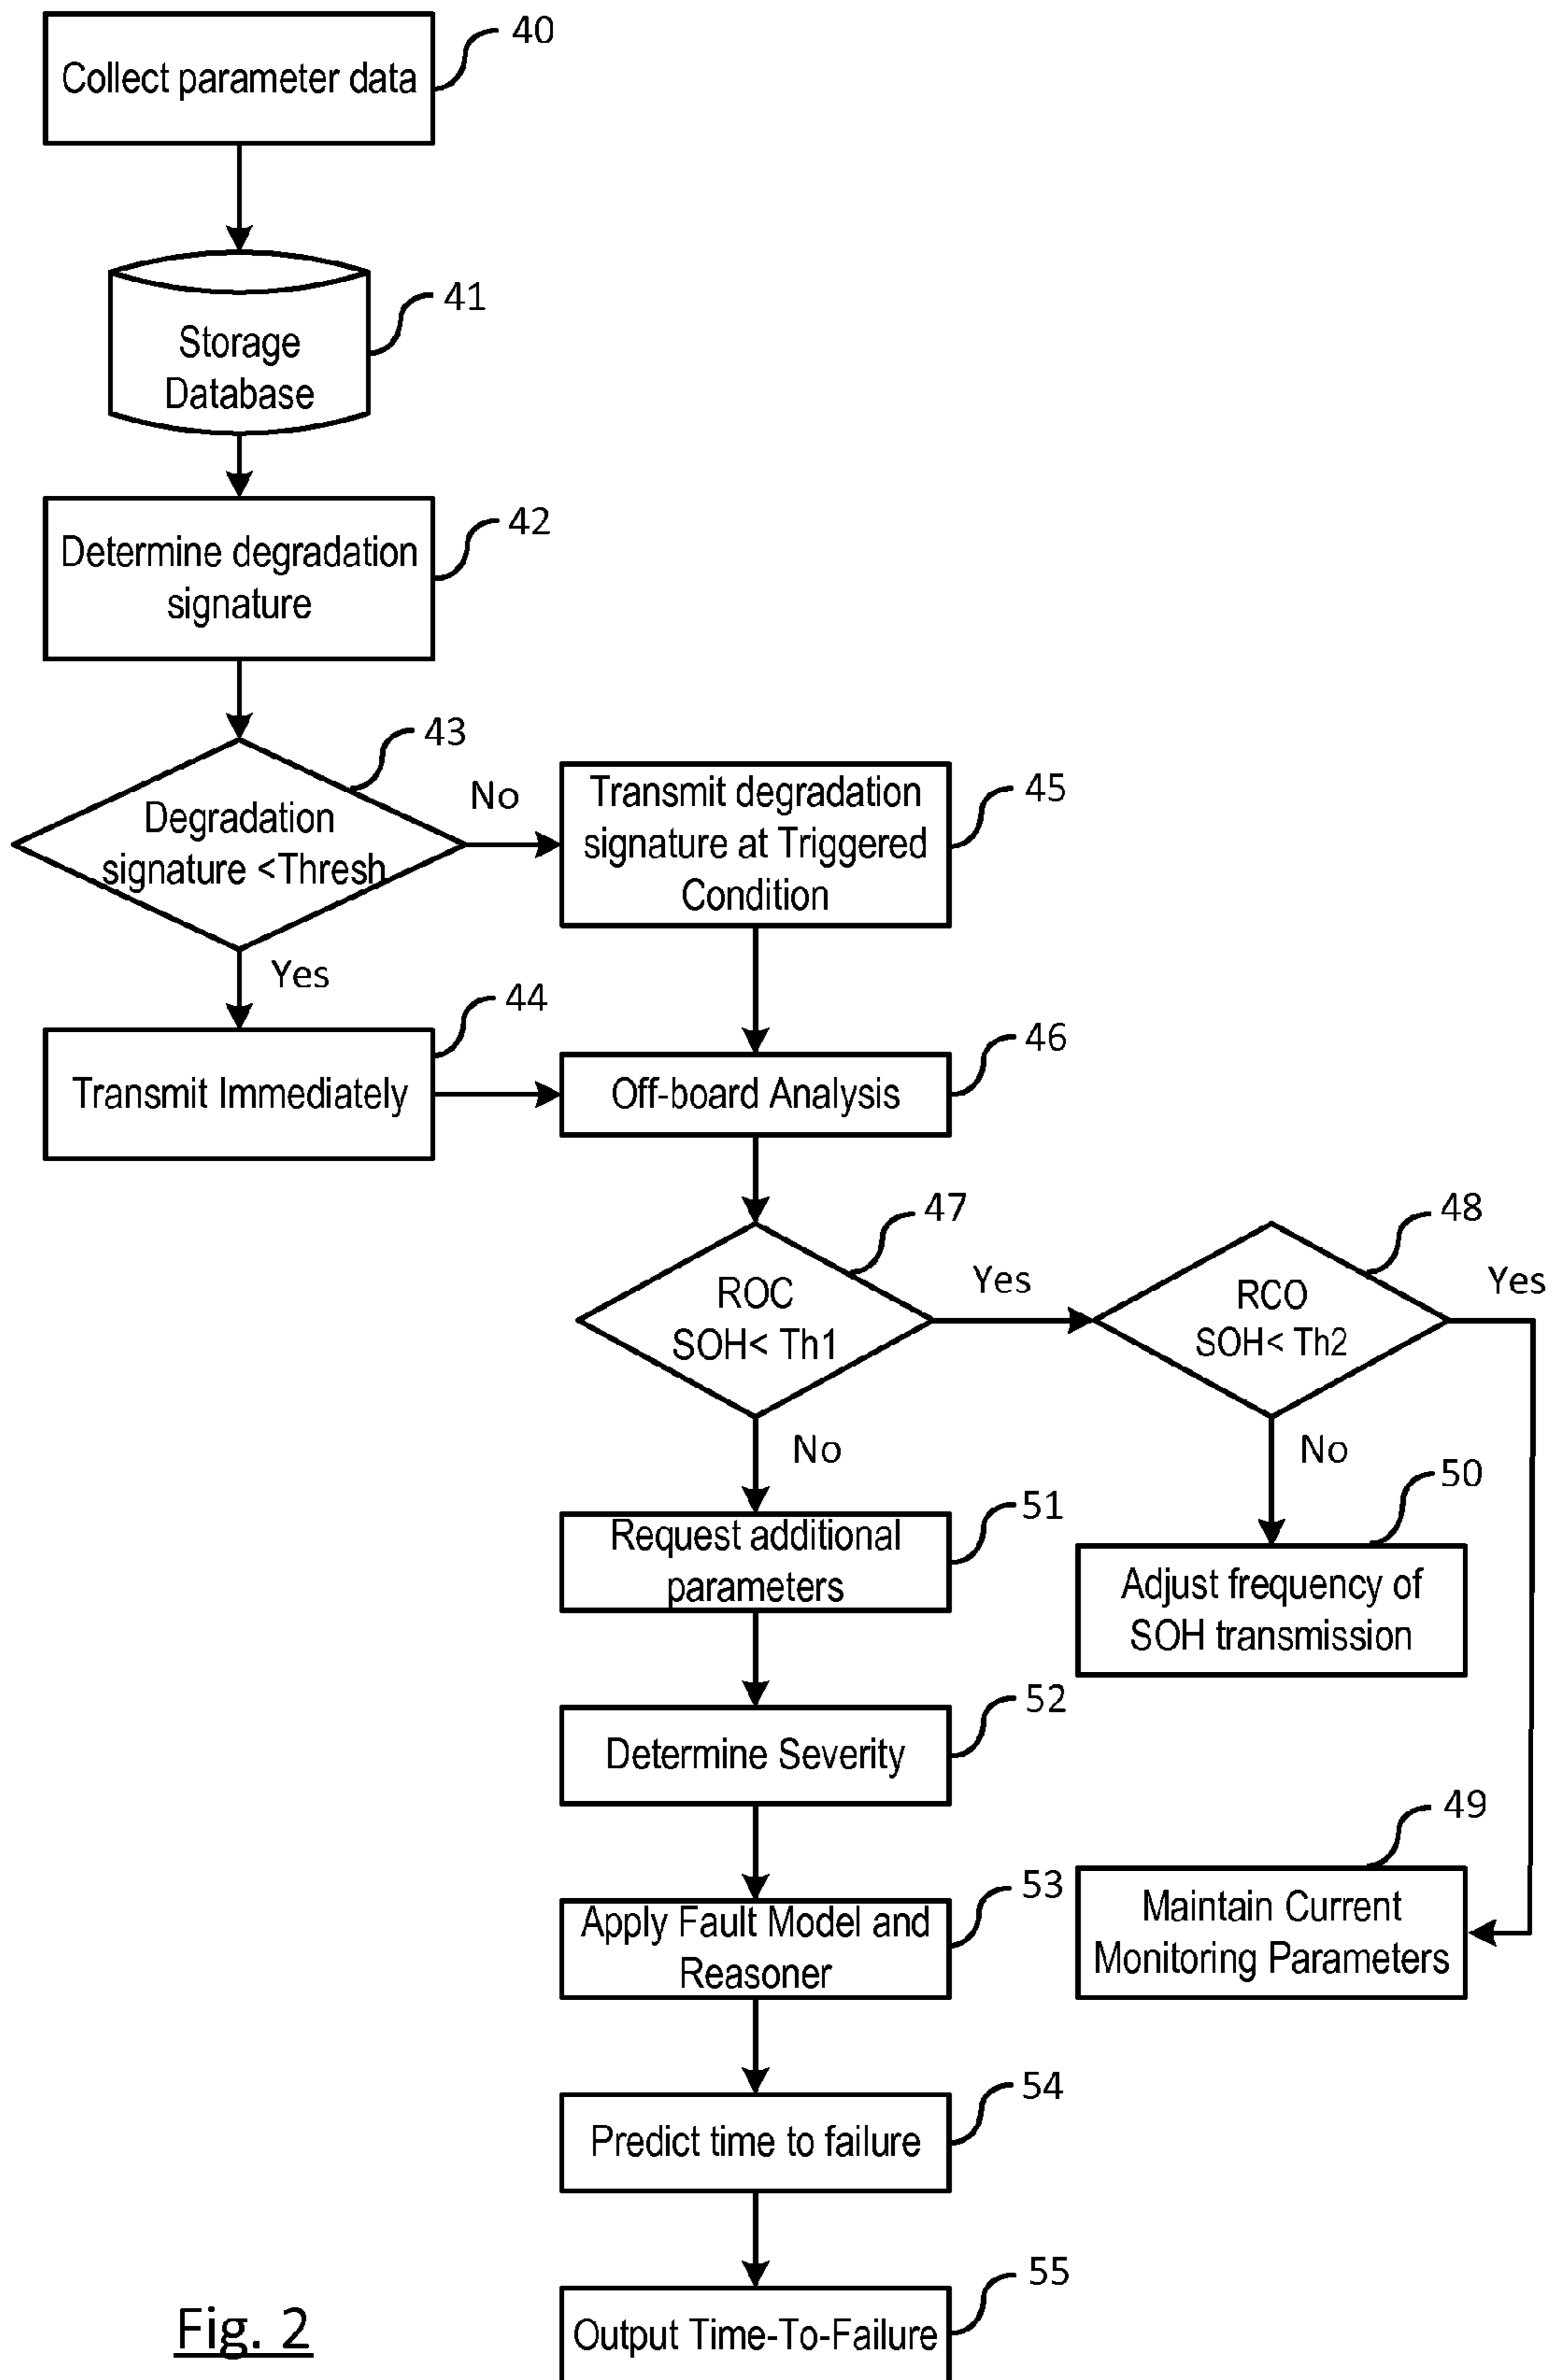 40
Collect parameter data
41
Storage
Database
42
Determine degradation
signature
43
Degradation
signature <Thresh
No
Yes
Transmit degradation
signature at Triggered
Condition
45
44
Transmit Immediately
46
Off-board Analysis
47
ROC
SOH< Th1
Yes
No
48
RCO
SOH< Th2
Yes
No
50
Adjust frequency of
SOH transmission
51
Request additional
parameters
52
Determine Severity
49
Maintain Current
Monitoring Parameters
53
Apply Fault Model and
Reasoner
54
Predict time to failure
55
Output Time-To-Failure
Fig. 2